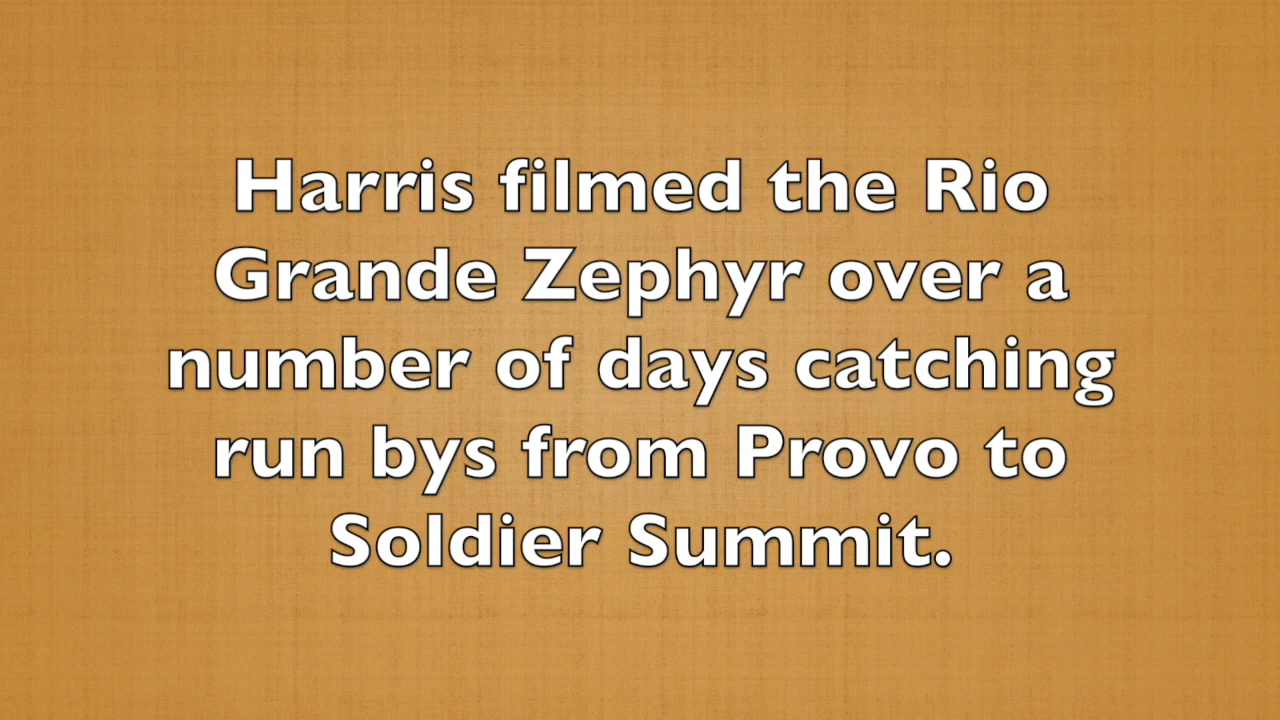 Harris filmed the Rio
Grande Zephyr over a
number of days catching
run bys from Provo to
Soldier Summit.